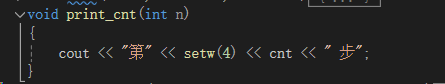 void print_cnt(int n)
{
cout << "第" << setw(4) << cnt << " 步";
}